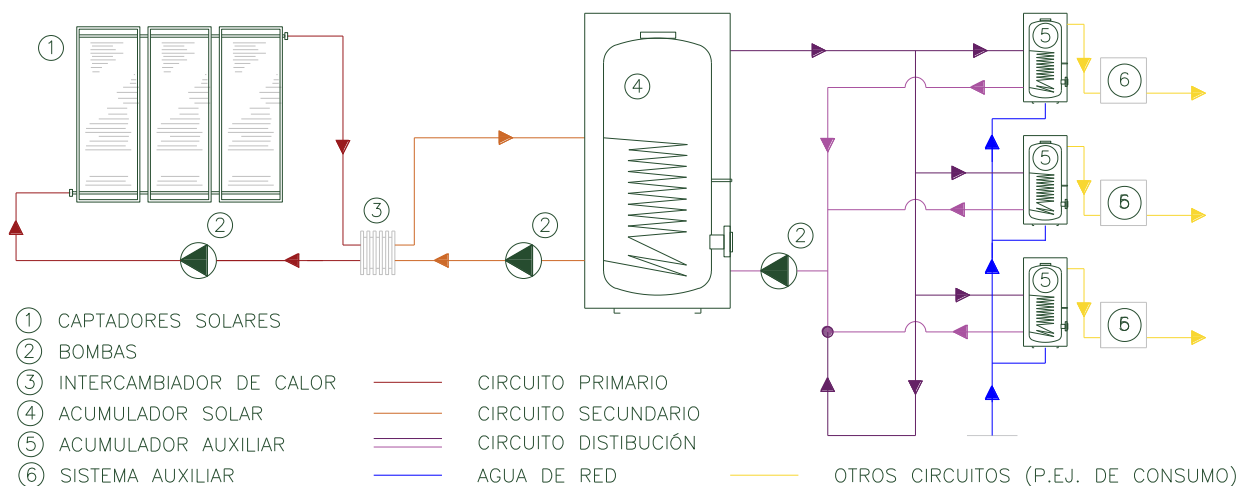 1
2
3
2
4
2
5
6
5
6
5
6
1 CAPTADORES SOLARES
2 BOMBAS
3 INTERCAMBIADOR DE CALOR
CIRCUITO PRIMARIO
4 ACUMULADOR SOLAR
CIRCUITO SECUNDARIO
5 ACUMULADOR AUXILIAR
CIRCUITO DISTIBUCIÓN
6 SISTEMA AUXILIAR
AGUA DE RED
OTROS CIRCUITOS (P.EJ. DE CONSUMO)